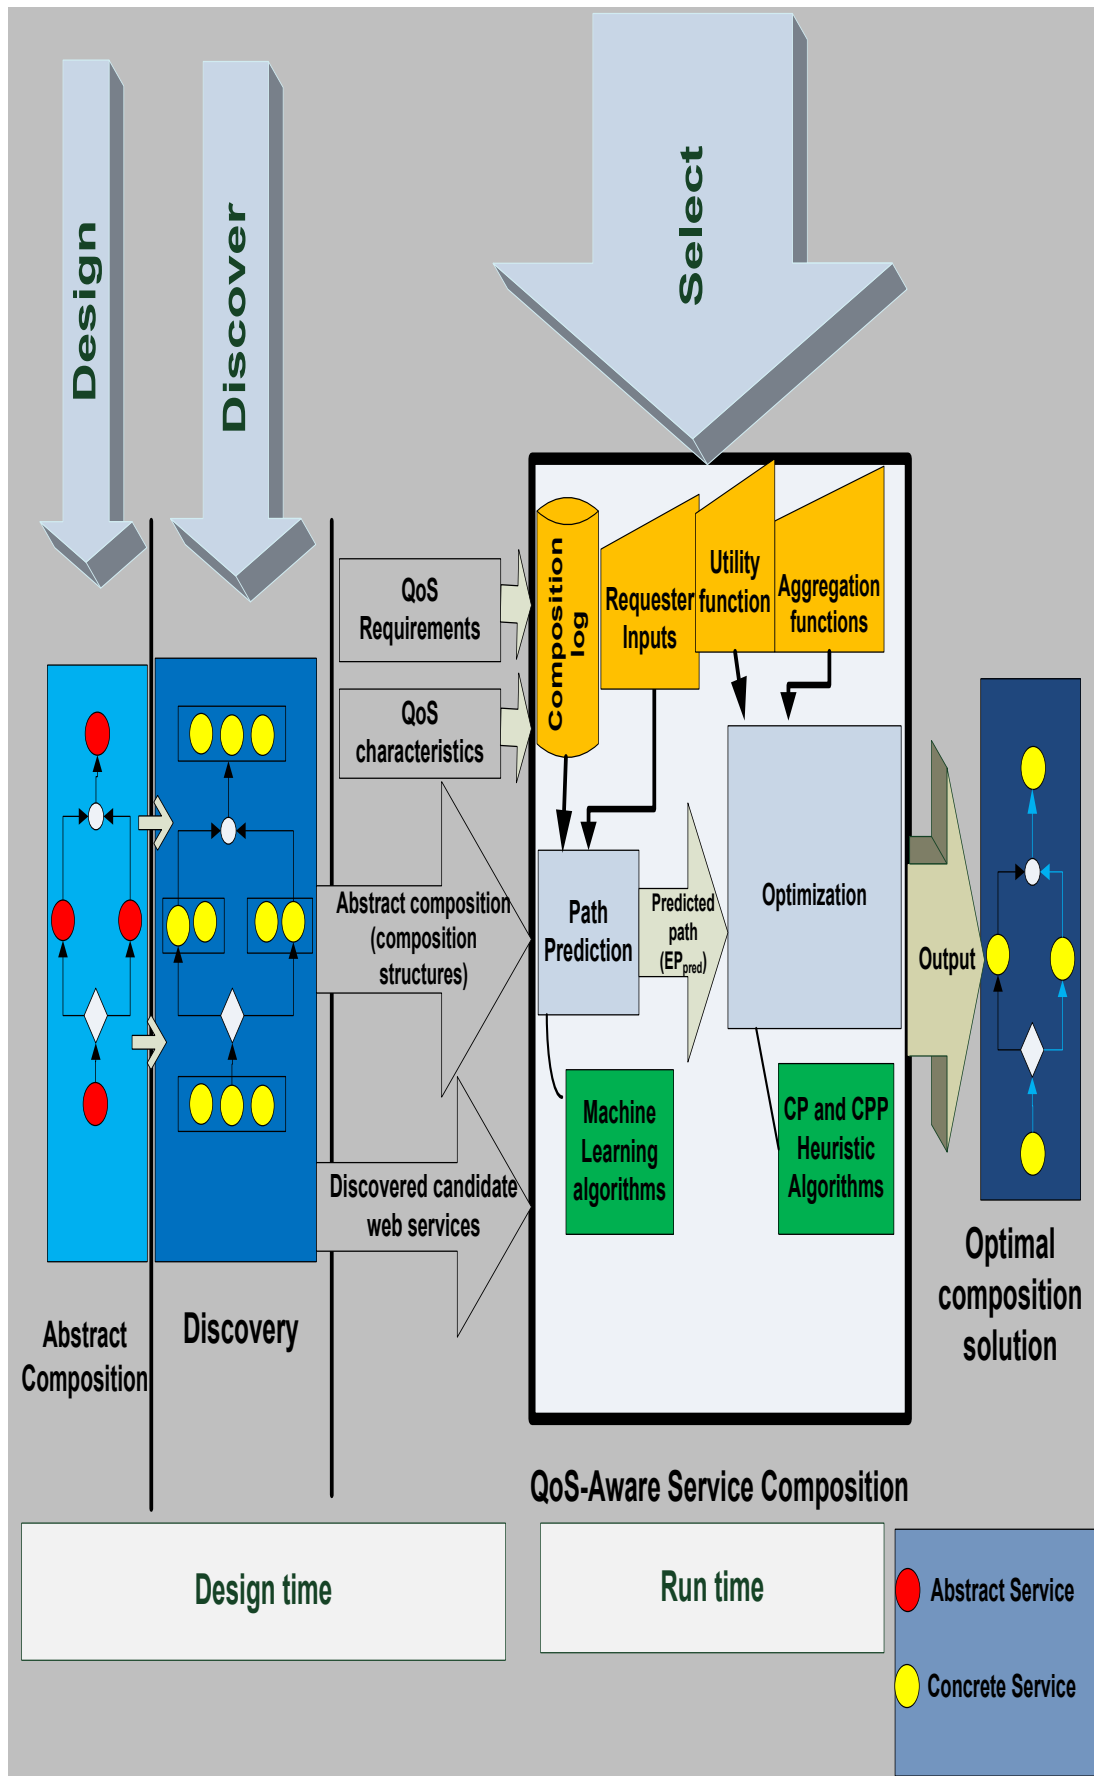 Design
Discover
Select
QoS
Requirements
QoS
characteristics
Composition
log
Requester
Inputs
Utility
function
Aggregation
functions
Abstract composition
(composition
structures)
Path
Prediction
Predicted
path
(EPpred)
Optimization
Output
Machine
Learning
algorithms
CP and CPP
Heuristic
Algorithms
Discovered candidate
web services
Abstract
Composition
Discovery
Optimal
composition
solution
QoS-Aware Service Composition
Design time
Run time
Abstract Service
Concrete Service